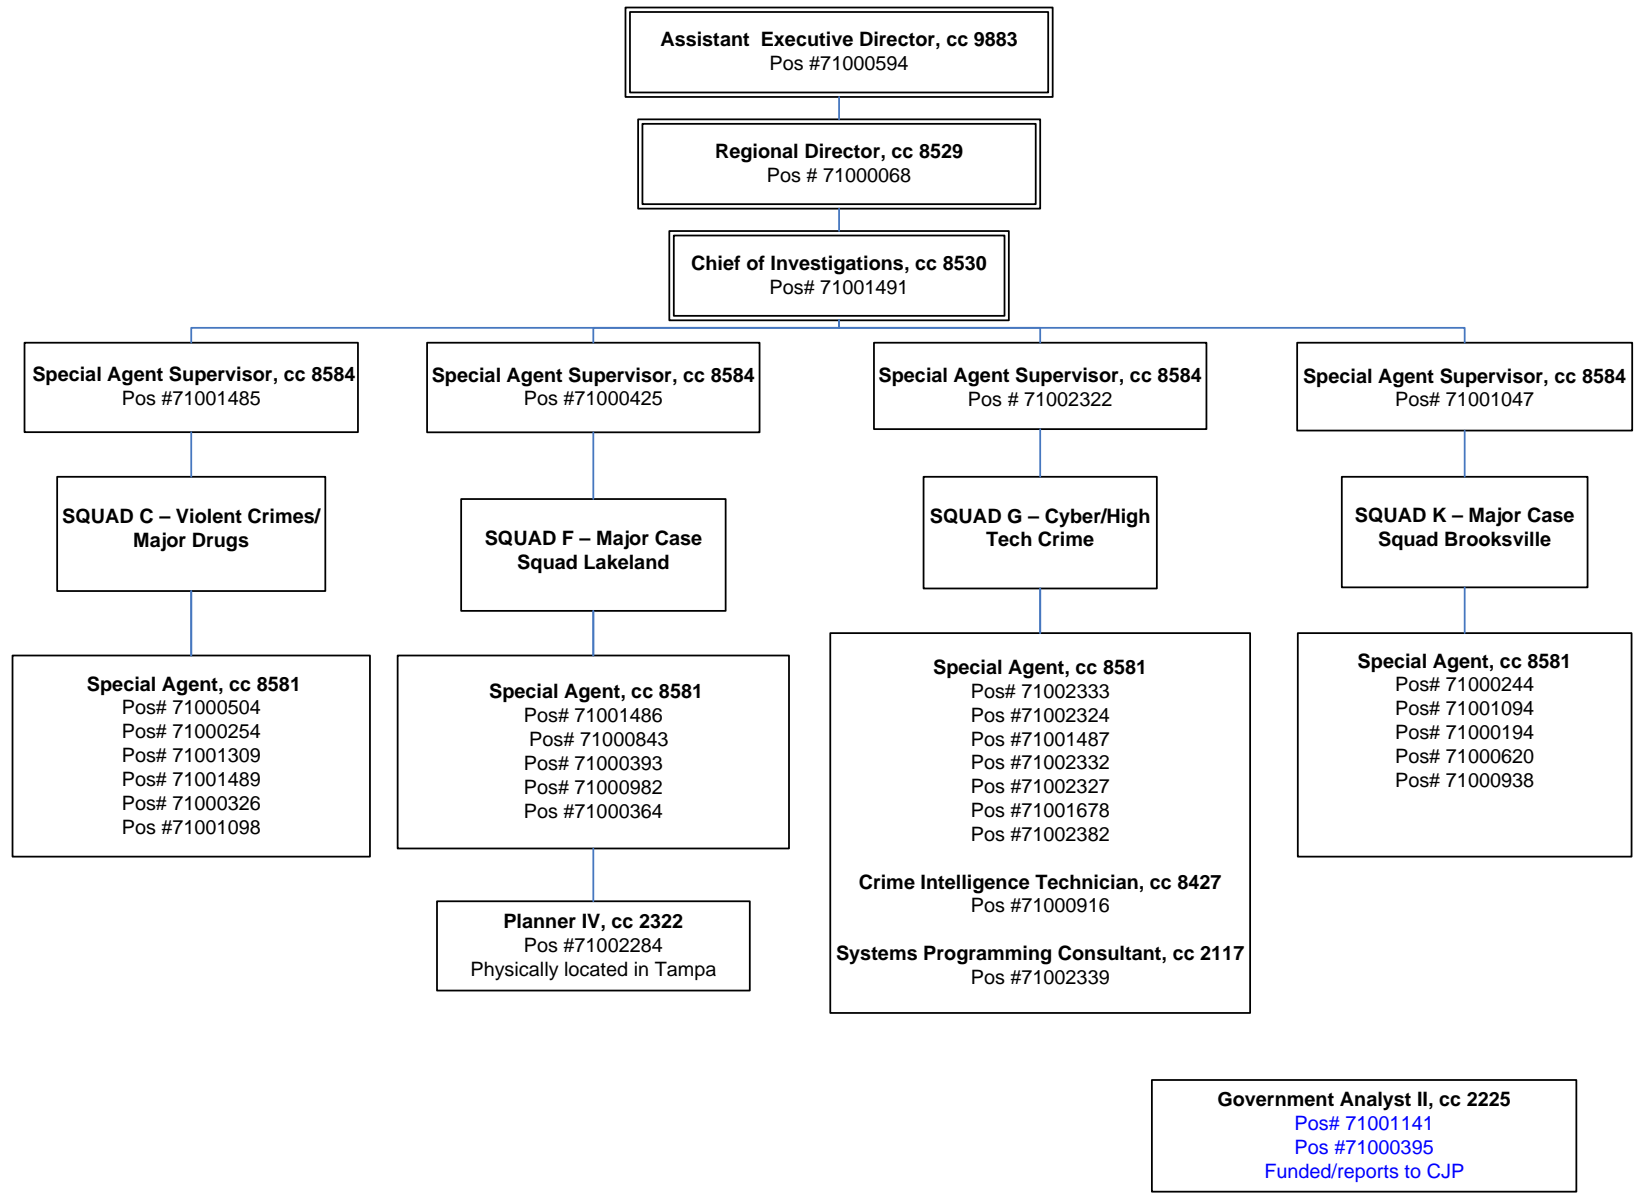 Assistant  Executive Director, cc 9883
Pos #71000594
Regional Director, cc 8529
Pos # 71000068
Chief of Investigations, cc 8530
Pos# 71001491
Special Agent Supervisor, cc 8584
Pos #71001485
SQUAD C – Violent Crimes/
Major Drugs
Special Agent, cc 8581
Pos# 71000504
Pos# 71000254
Pos# 71001309
Pos# 71001489
Pos# 71000326
Pos #71001098
Special Agent Supervisor, cc 8584
Pos #71000425
SQUAD F – Major Case
Squad Lakeland
Special Agent, cc 8581
Pos# 71001486
Pos# 71000843
Pos# 71000393
Pos# 71000982
Pos #71000364
Planner IV, cc 2322
Pos #71002284
Physically located in Tampa
Special Agent Supervisor, cc 8584
Pos # 71002322
SQUAD G – Cyber/High
Tech Crime
Special Agent, cc 8581
Pos# 71002333
Pos #71002324
Pos #71001487
Pos #71002332
Pos #71002327
Pos #71001678
Pos #71002382
Crime Intelligence Technician, cc 8427
Pos #71000916
Systems Programming Consultant, cc 2117
Pos #71002339
Special Agent Supervisor, cc 8584
Pos# 71001047
SQUAD K – Major Case
Squad Brooksville
Special Agent, cc 8581
Pos# 71000244
Pos# 71001094
Pos# 71000194
Pos# 71000620
Pos# 71000938
Government Analyst II, cc 2225
Pos# 71001141
Pos #71000395
Funded/reports to CJP